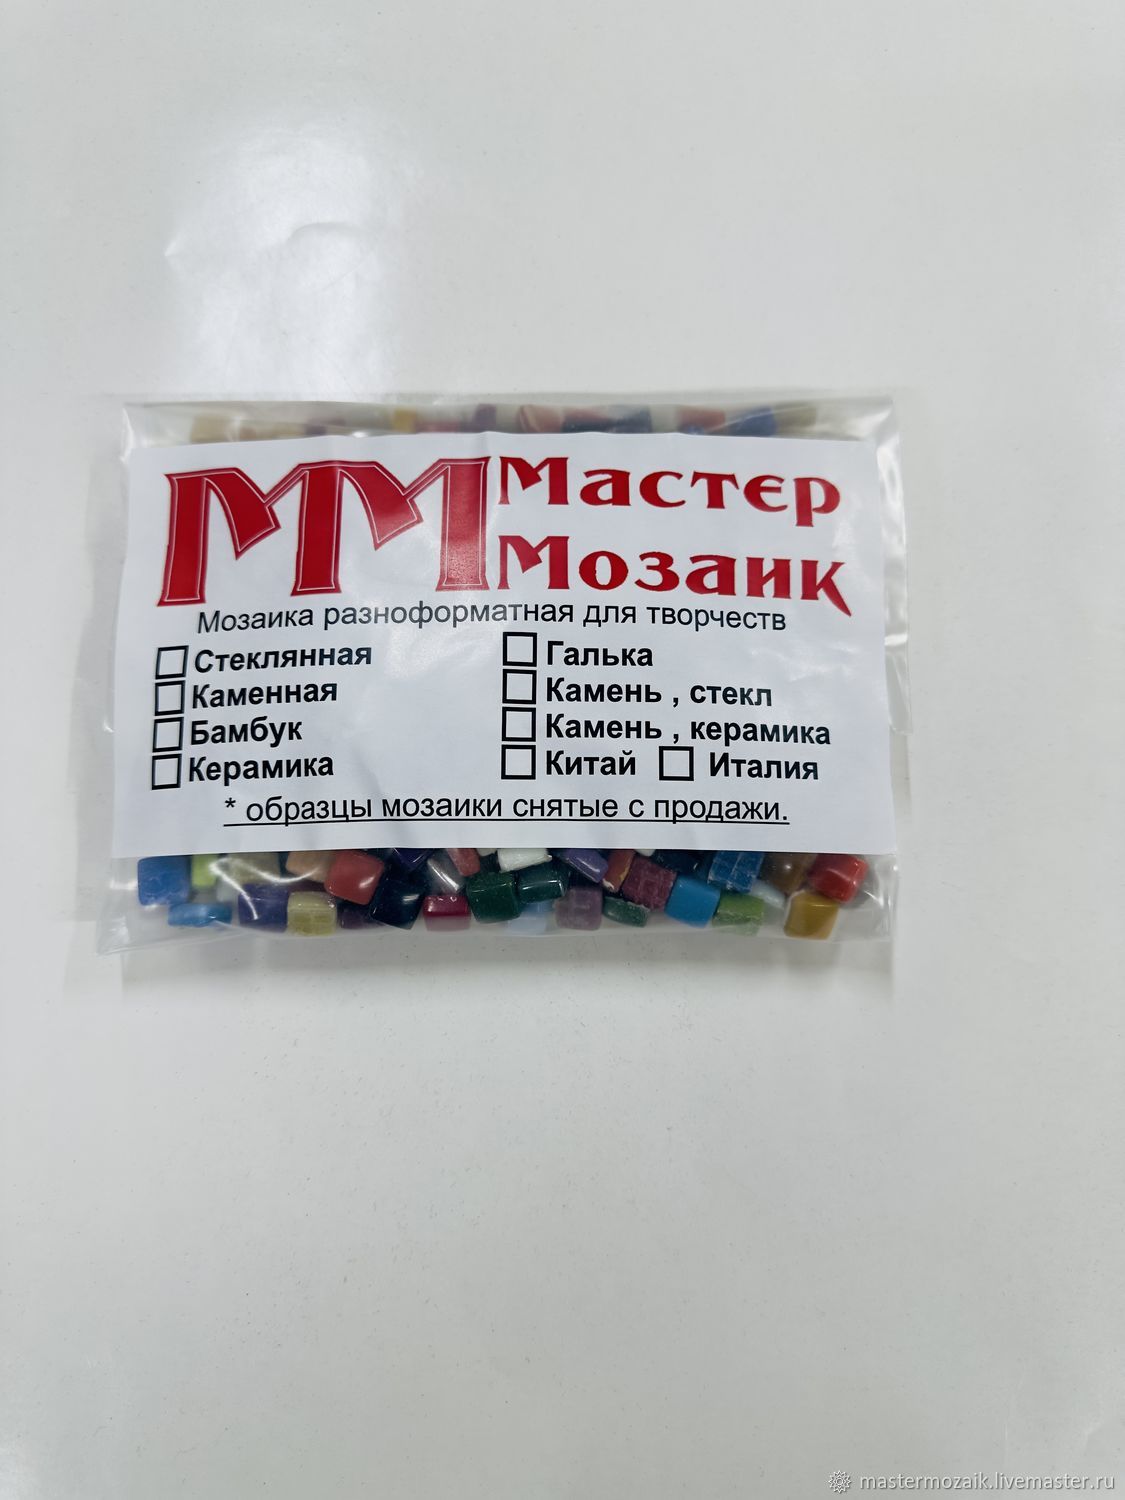 ММ Мастер
Мозаик
Мозаика разноформатная для творчеств
Стеклянная
Каменная
Бамбук
Керамика
Галька
Камень , стекл
Камень , керамика
Китай Италия
* образцы мозаики снятые с продажи.
mastermozaik.livemaster.ru